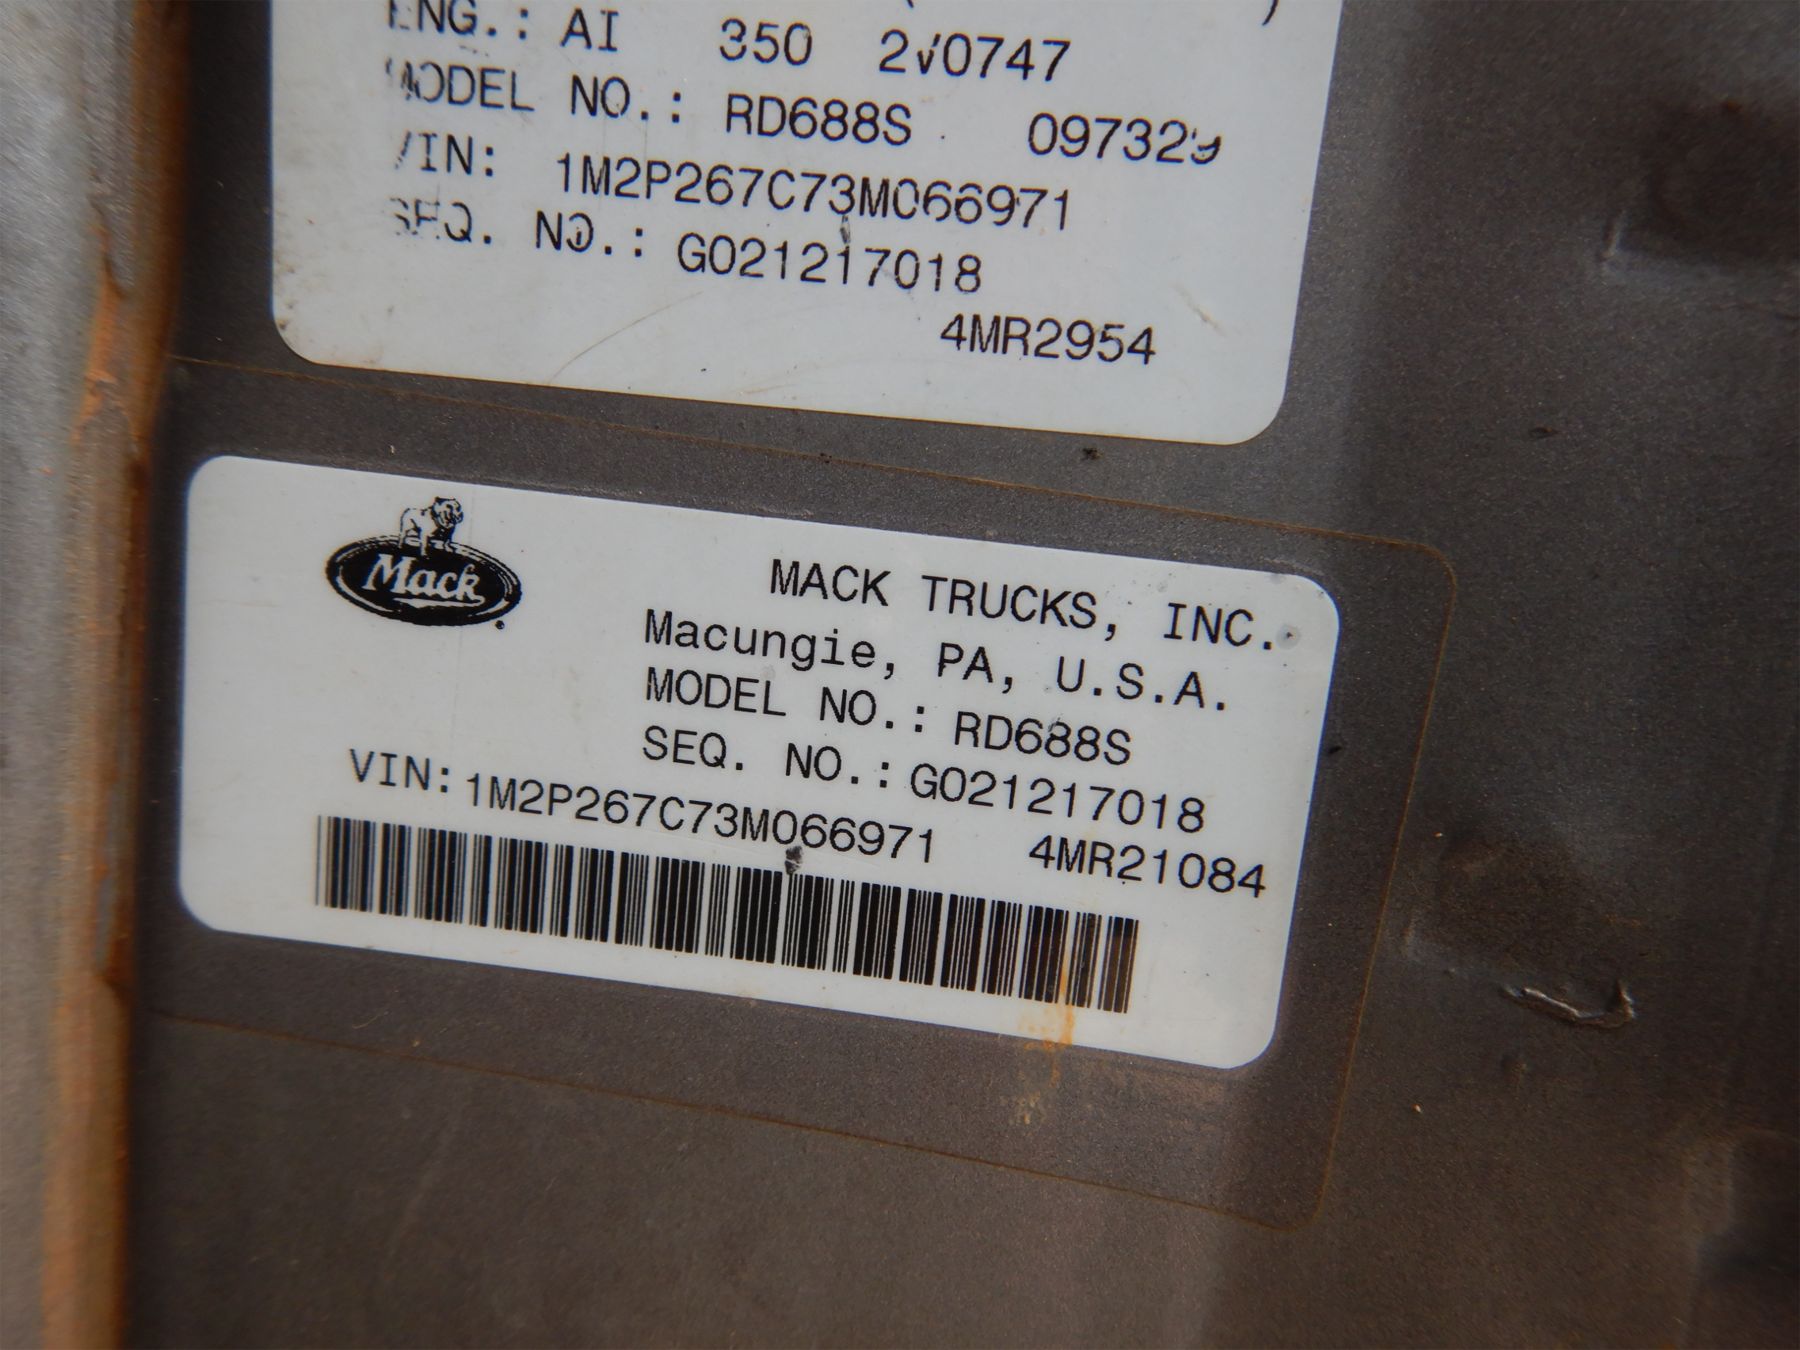 ENG.: AI 350 2V0747
MODEL NO.: RD688S 097329
VIN: 1M2P267C73M066971
SEQ. NO.: G021217018
4MR2954
Mack
MACK TRUCKS, INC.
Macungie, PA, U.S.A.
MODEL NO.: RD688S
SEQ. NO.: G021217018
VIN: 1M2P267C73M066971 4MR21084